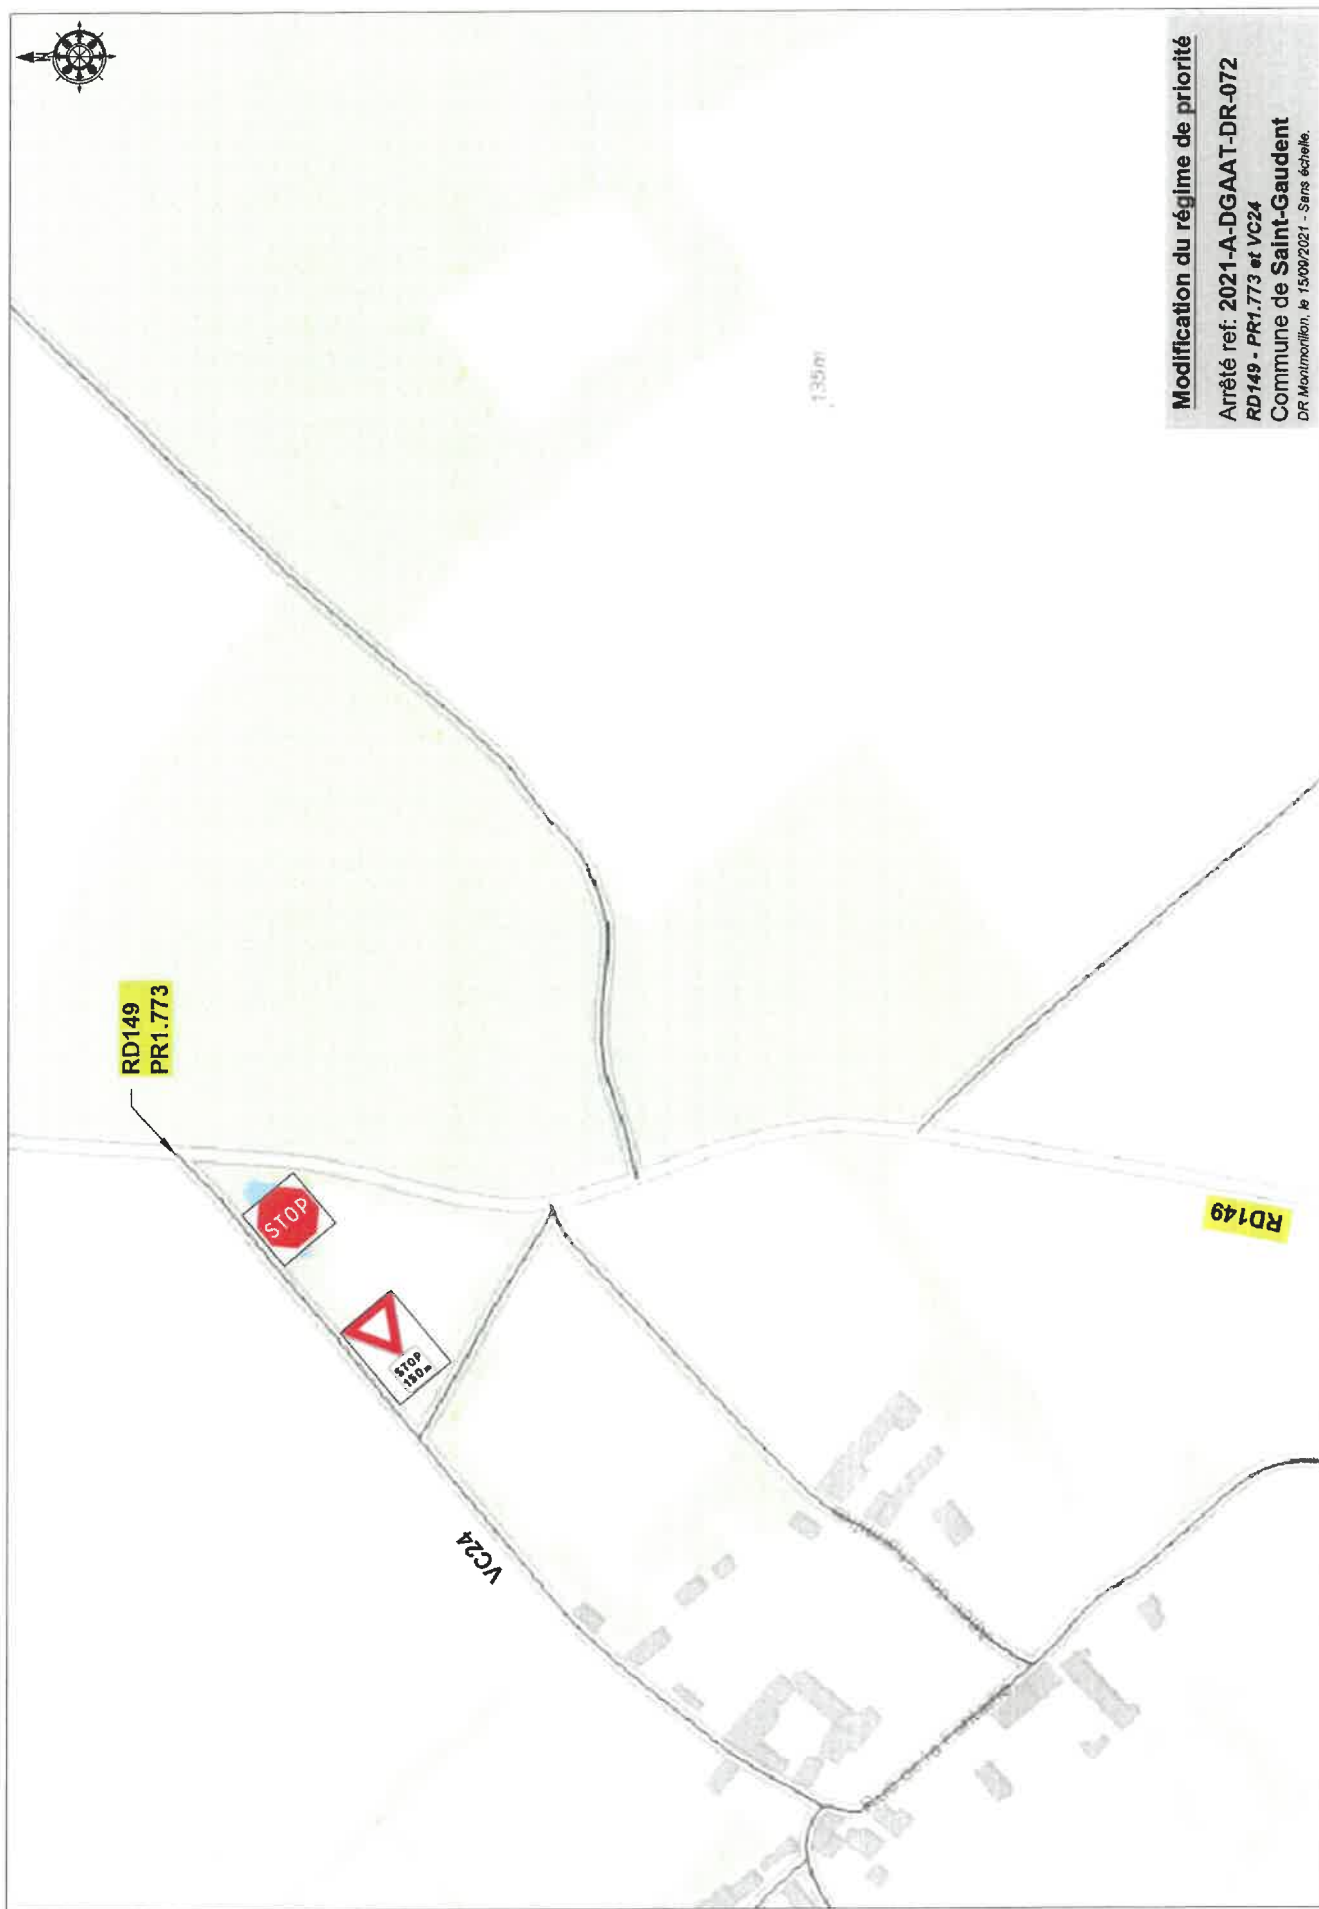 N
RD149
PR1.773
STOP
STOP
150m
VC24
135m
RD149
Modification du régime de priorité
Arrêté ref: 2021-A-DGAAT-DR-072
RD149 - PR1.773 et VC24
Commune de Saint-Gaudent
DR Montmorillon, le 15/09/2021 - Sans échelle.